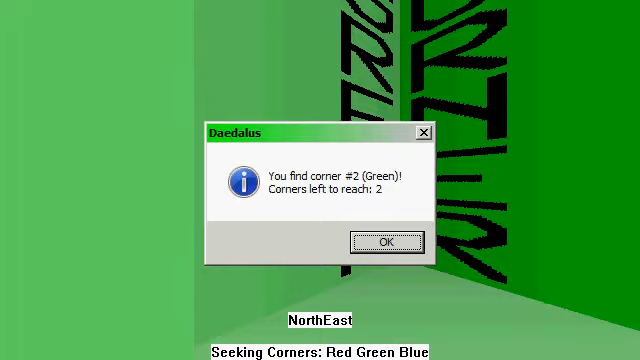 Daedalus
You find corner #2 (Green)!
Corners left to reach: 2
OK
NorthEast
Seeking Corners: Red Green Blue